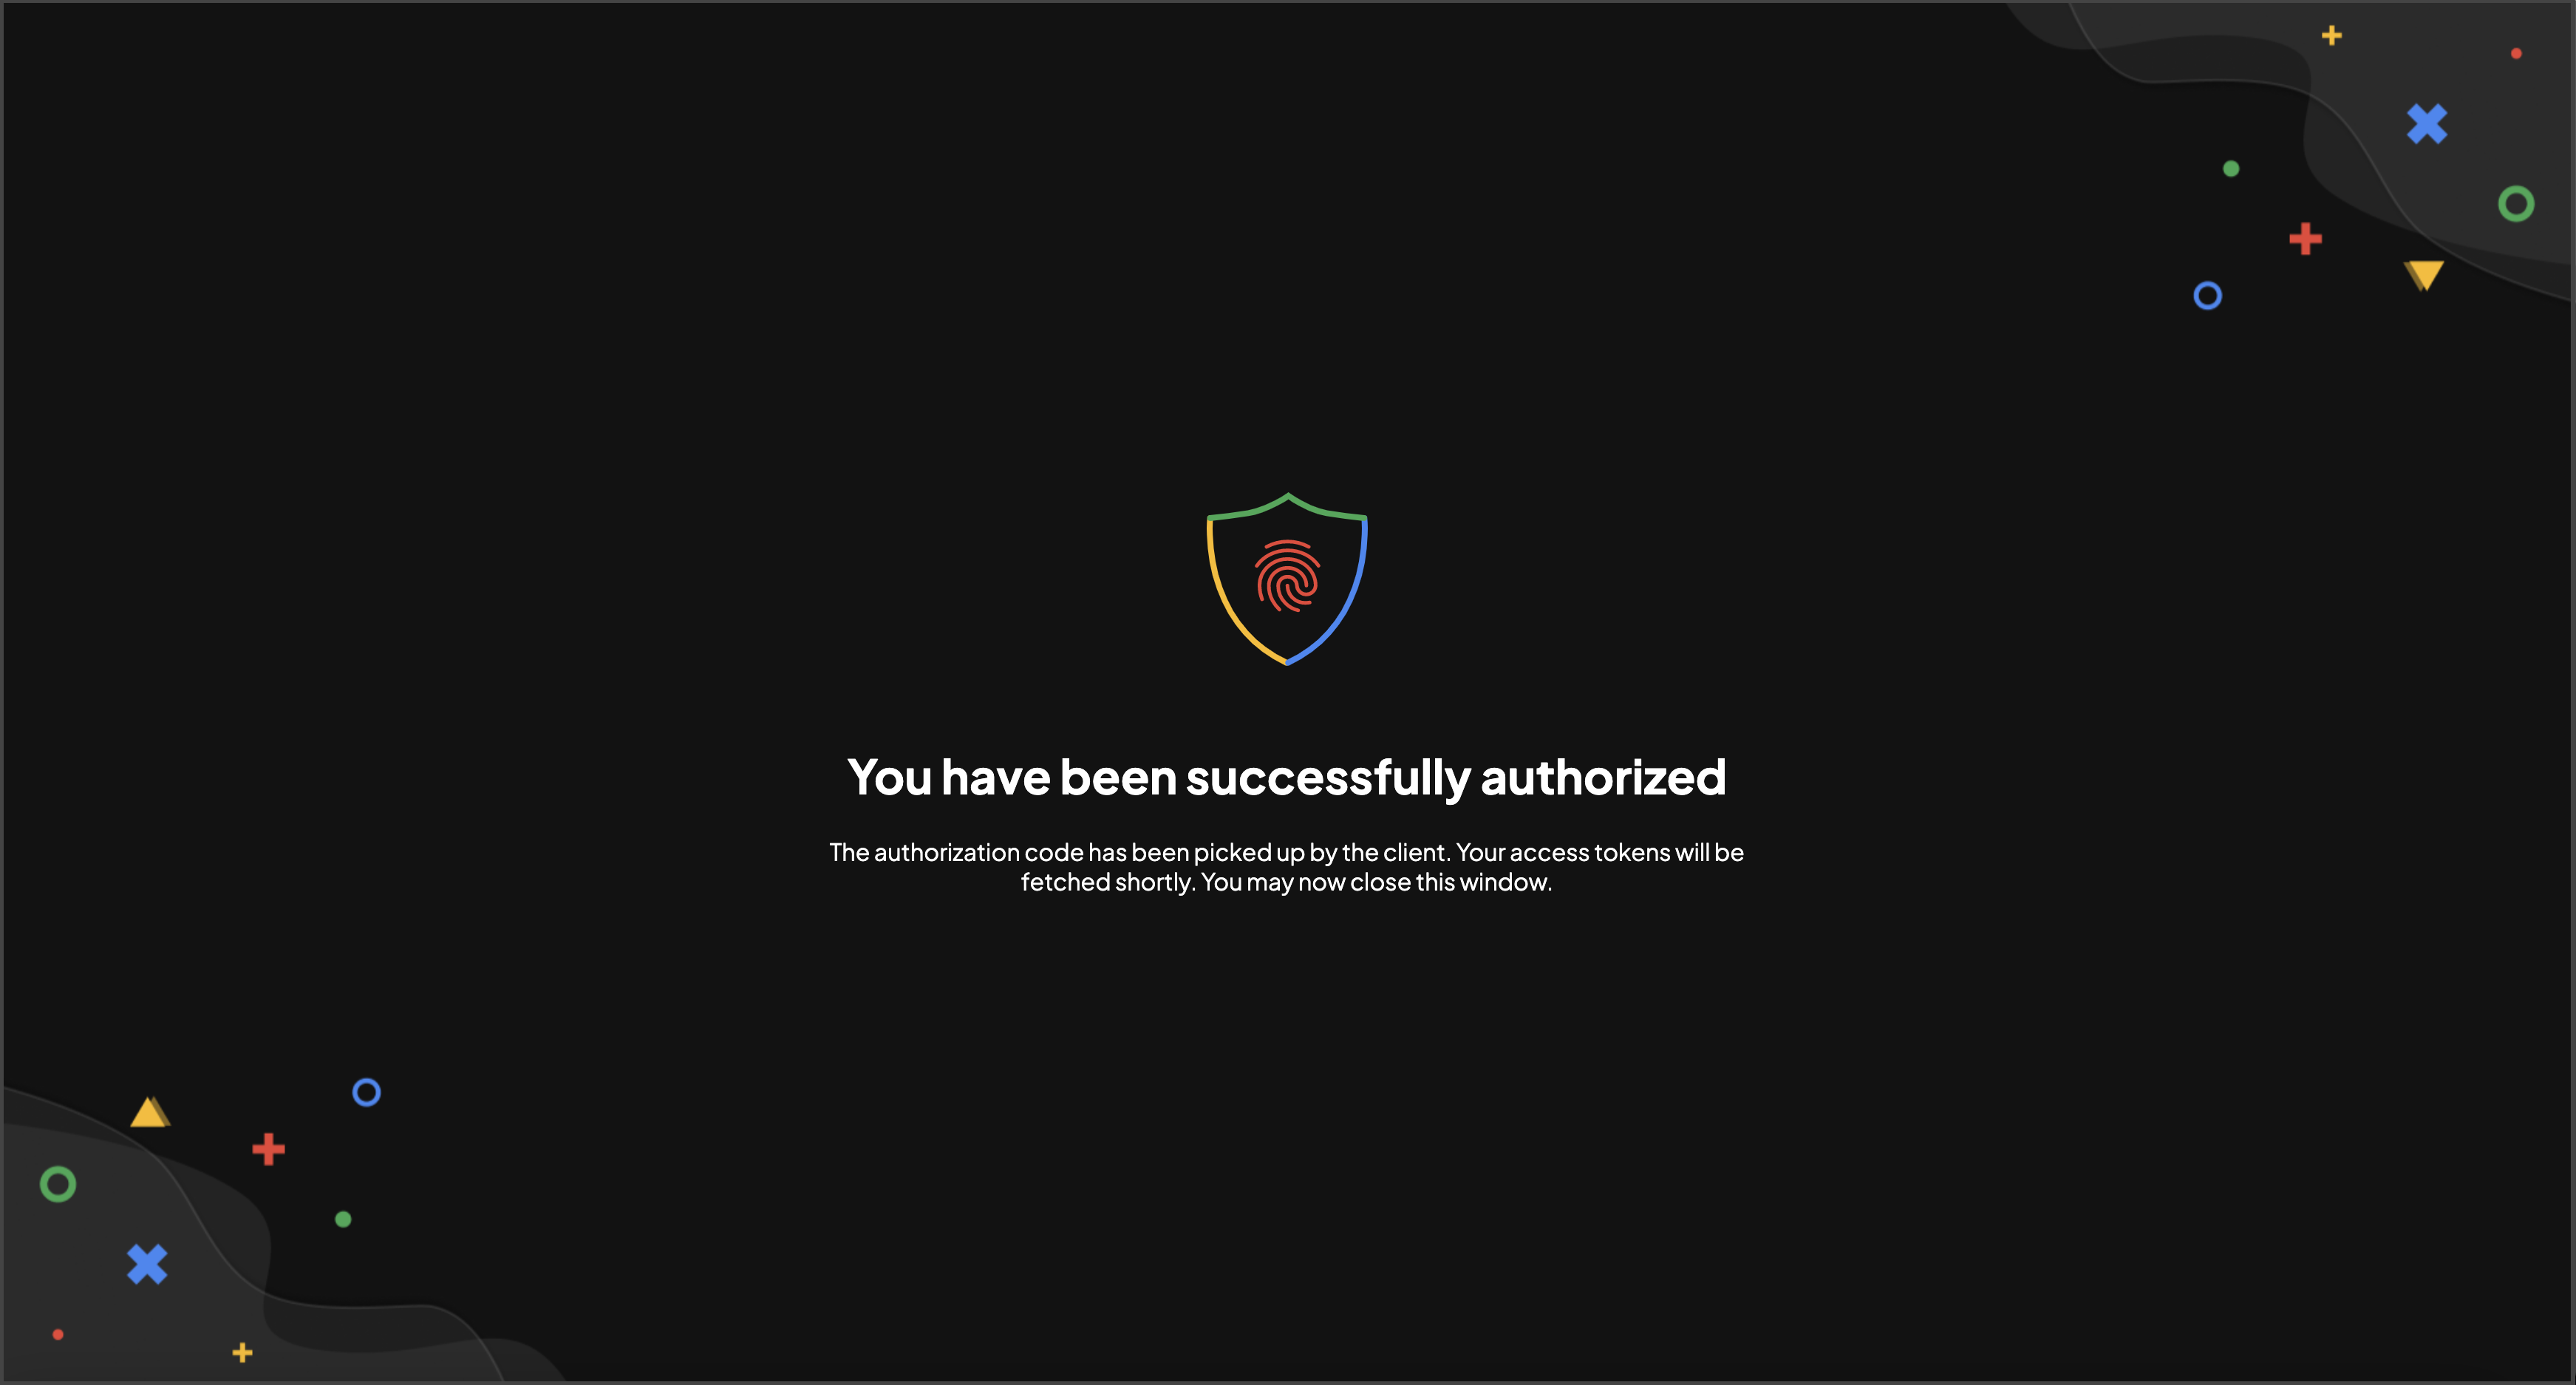 You have been successfully authorized
The authorization code has been picked up by the client. Your access tokens will be
fetched shortly. You may now close this window.